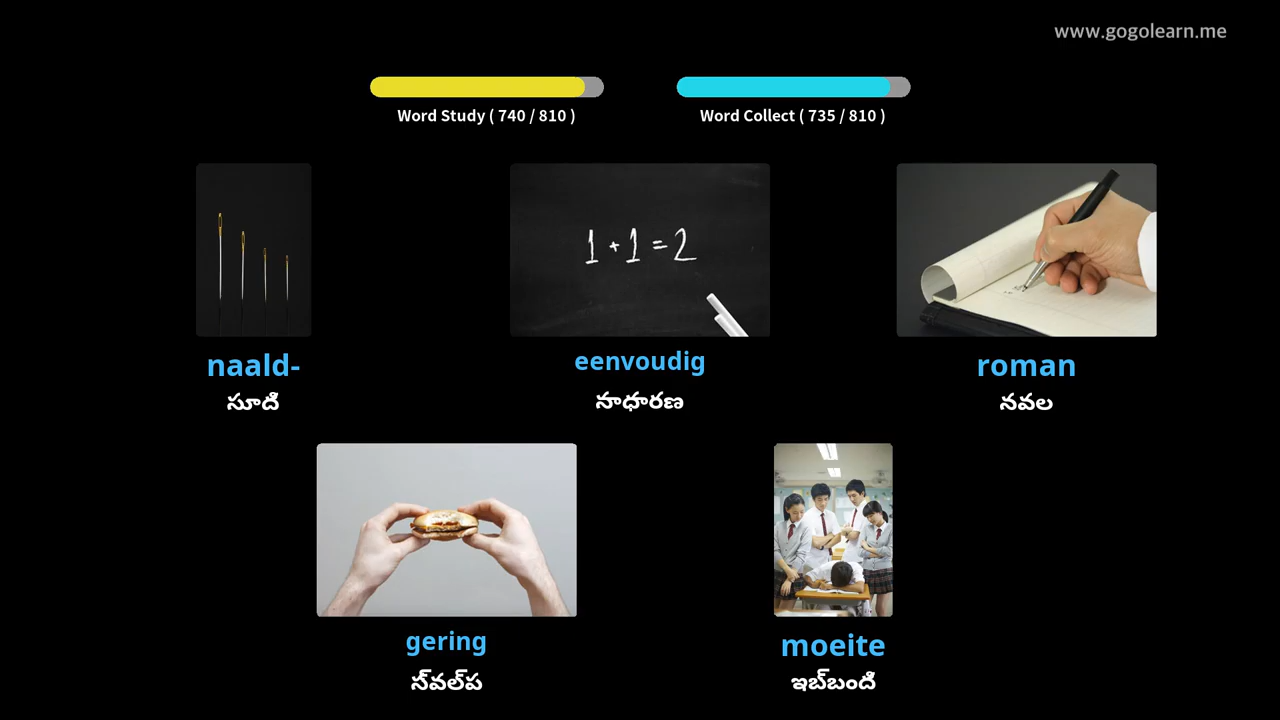 www.gogolearn.me
Word Study ( 740 / 810 )
Word Collect ( 735 / 810 )
1 + 1 = 2
naald-
eenvoudig
roman
సూది
సాధారణ
నవల
gering
moeite
స్‌వల్‌ప
ఇబ్‌బంది